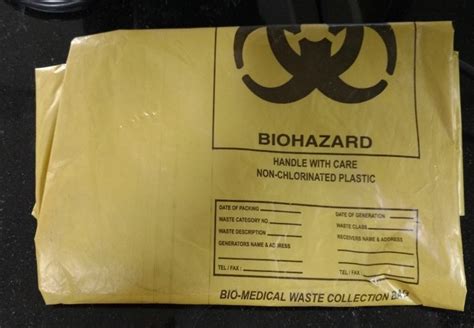 BIOHAZARD
HANDLE WITH CARE
NON-CHLORINATED PLASTIC
DATE OF PACKING
DATE OF GENERATION
WASTE CATEGORY NO
WASTE CLASS
WASTE DESCRIPTION
RECEIVERS NAME & ADDRESS
GENERATORS NAME & ADDRESS
TEL / FAX :
TEL / FAX :
BIO-MEDICAL WASTE COLLECTION BAG